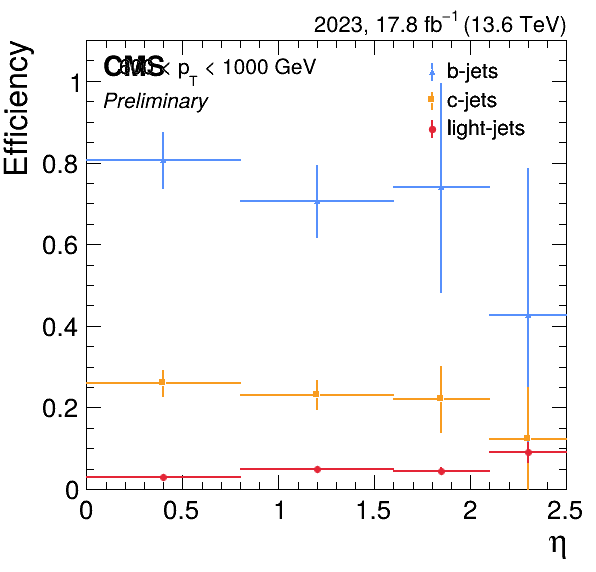 2023, 17.8 fb⁻¹ (13.6 TeV)
CMS
< p_T < 1000 GeV
Preliminary
b-jets
c-jets
light-jets
Efficiency
1
0.8
0.6
0.4
0.2
0
0 0.5 1 1.5 2 2.5
η